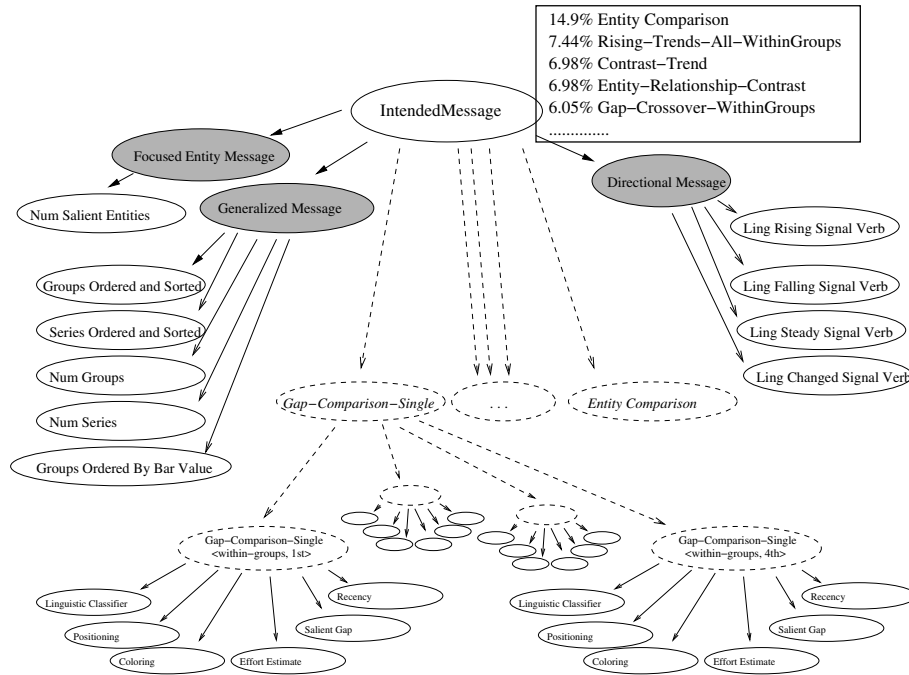 14.9% Entity Comparison
7.44% Rising−Trends−All−WithinGroups
6.98% Contrast−Trend
6.98% Entity−Relationship−Contrast
6.05% Gap−Crossover−WithinGroups
..............
IntendedMessage
Focused Entity Message
Generalized Message
Directional Message
Num Salient Entities
Groups Ordered and Sorted
Series Ordered and Sorted
Num Groups
Num Series
Groups Ordered By Bar Value
Ling Rising Signal Verb
Ling Falling Signal Verb
Ling Steady Signal Verb
Ling Changed Signal Verb
Gap−Comparison−Single
. . .
Entity Comparison
Gap−Comparison−Single
<within−groups, 1st>
Linguistic Classifier
Positioning
Coloring
Effort Estimate
Salient Gap
Recency
Gap−Comparison−Single
<within−groups, 4th>
Linguistic Classifier
Positioning
Coloring
Effort Estimate
Salient Gap
Recency